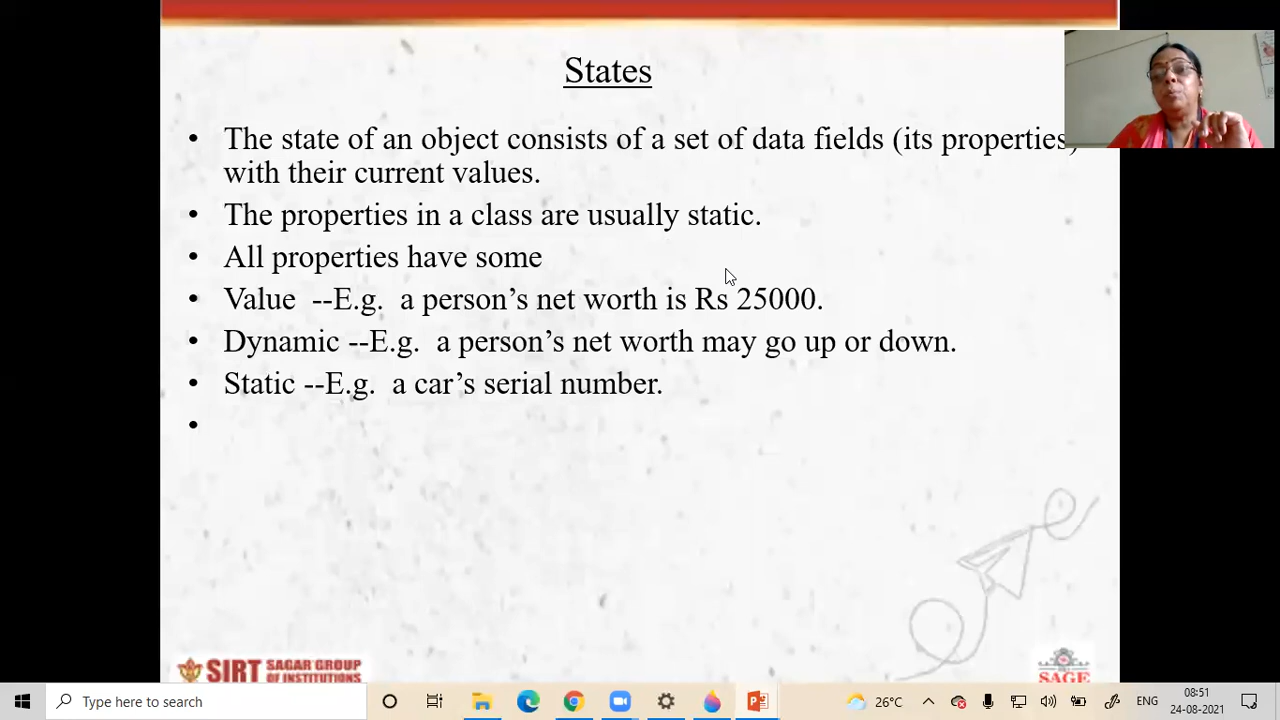 States
• The state of an object consists of a set of data fields (its properties)
with their current values.
• The properties in a class are usually static.
• All properties have some
• Value --E.g. a person’s net worth is Rs 25000.
• Dynamic --E.g. a person’s net worth may go up or down.
• Static --E.g. a car’s serial number.
•
SIRT SAGAR GROUP
OF INSTITUTIONS
SAGE
Type here to search
26°C
ENG
08:51
24-08-2021